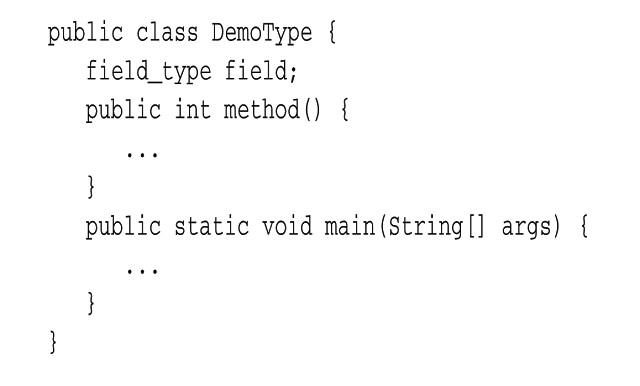 public class DemoType {
field_type field;
public int method() {
...
}
public static void main(String[] args) {
...
}
}